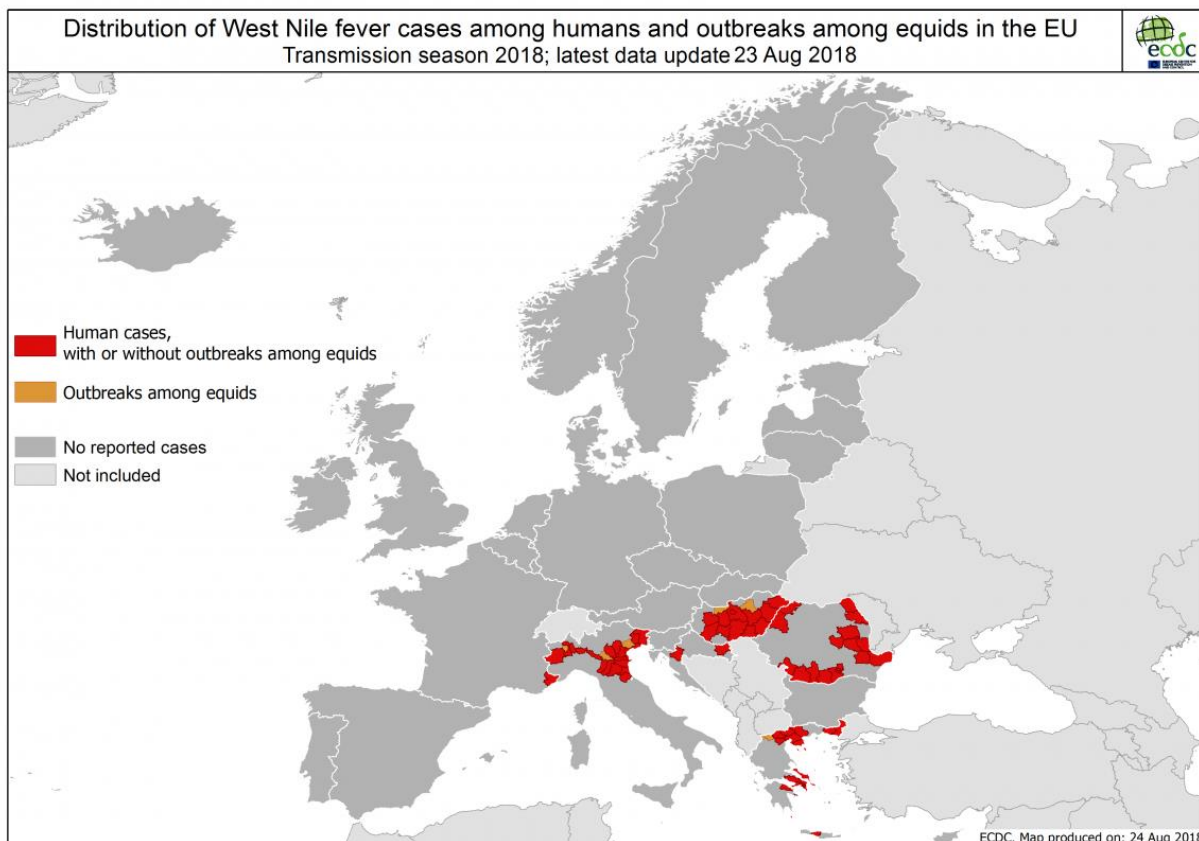 Distribution of West Nile fever cases among humans and outbreaks among equids in the EU
Transmission season 2018; latest data update 23 Aug 2018
ecdc
Human cases,
with or without outbreaks among equids
Outbreaks among equids
No reported cases
Not included
ECDC. Map produced on: 24 Aug 2018